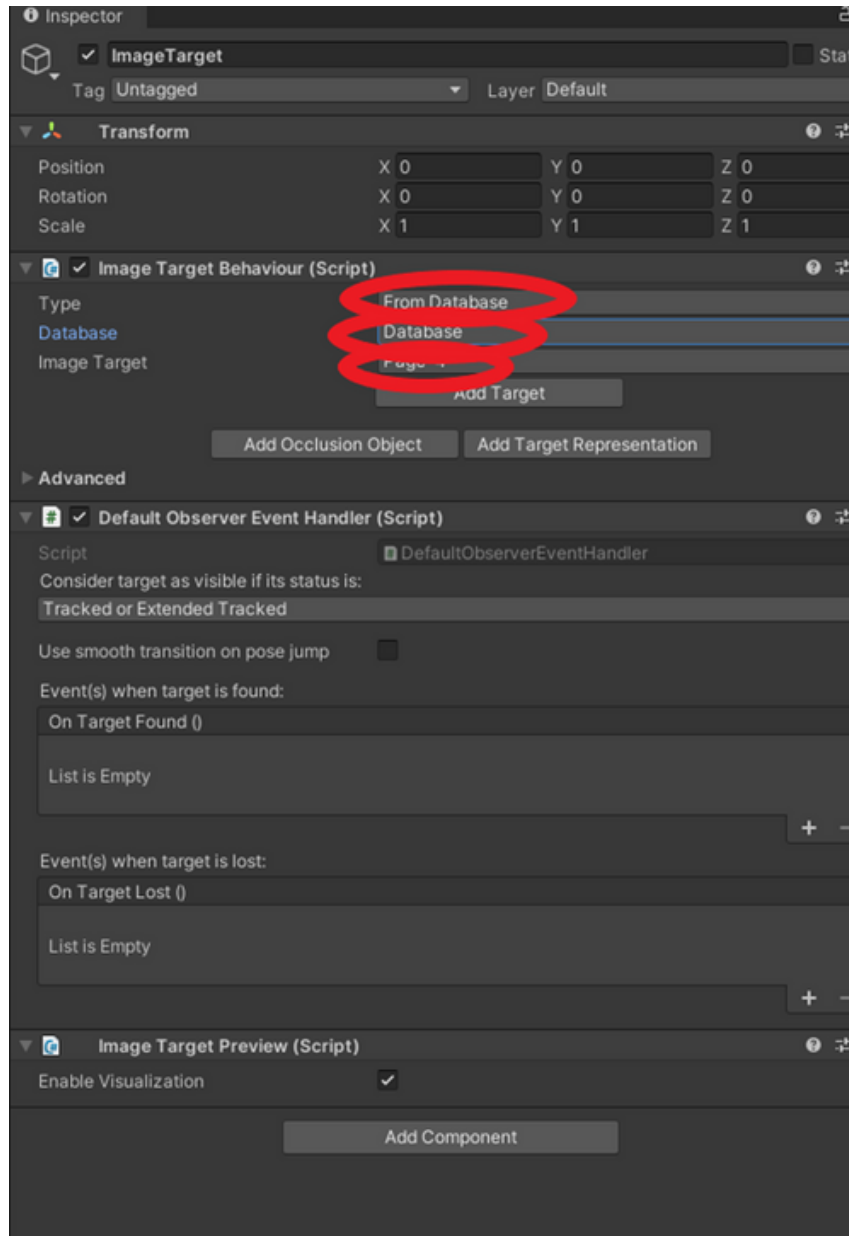 Inspector
ImageTarget Stat
Tag Untagged Layer Default
Transform
Position X 0 Y 0 Z 0
Rotation X 0 Y 0 Z 0
Scale X 1 Y 1 Z 1
Image Target Behaviour (Script)
Type From Database
Database Database
Image Target Page
Add Target
Add Occlusion Object Add Target Representation
Advanced
# Default Observer Event Handler (Script)
Script DefaultObserverEventHandler
Consider target as visible if its status is:
Tracked or Extended Tracked
Use smooth transition on pose jump
Event(s) when target is found:
On Target Found ()
List is Empty
+ -
Event(s) when target is lost:
On Target Lost ()
List is Empty
+ -
Image Target Preview (Script)
Enable Visualization
Add Component